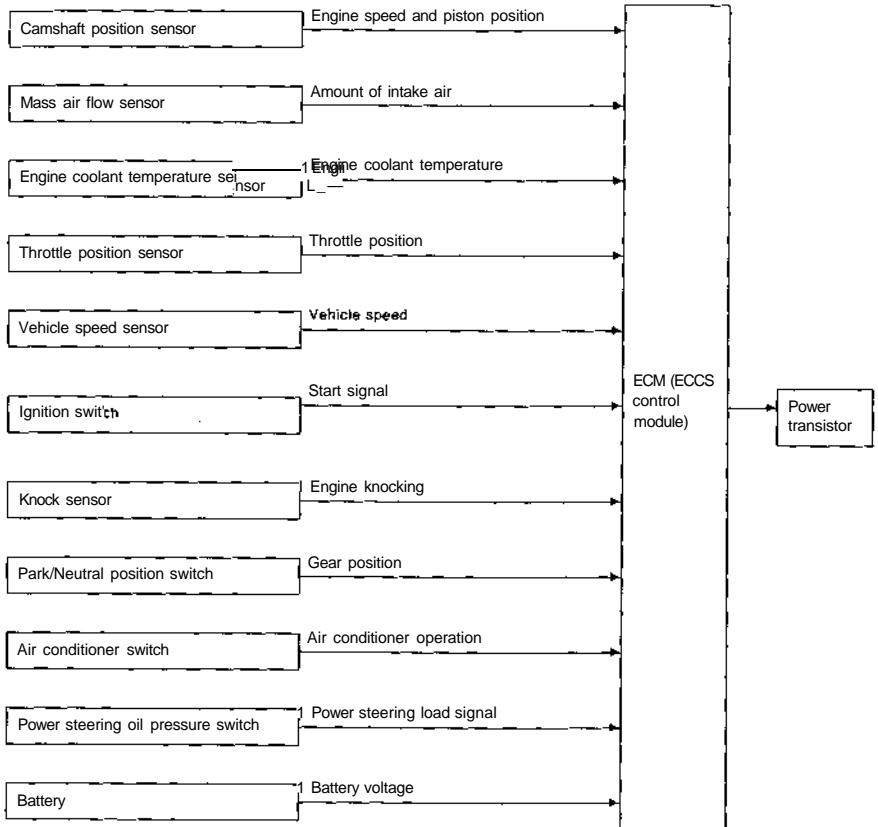 Camshaft position sensor
Engine speed and piston position
Mass air flow sensor
Amount of intake air
Engine coolant temperature sensor
Engine coolant temperature
Throttle position sensor
Throttle position
Vehicle speed sensor
Vehicle speed
Ignition switch
Start signal
Knock sensor
Engine knocking
Park/Neutral position switch
Gear position
Air conditioner switch
Air conditioner operation
Power steering oil pressure switch
Power steering load signal
Battery
Battery voltage
ECM (ECCS
control
module)
Power
transistor